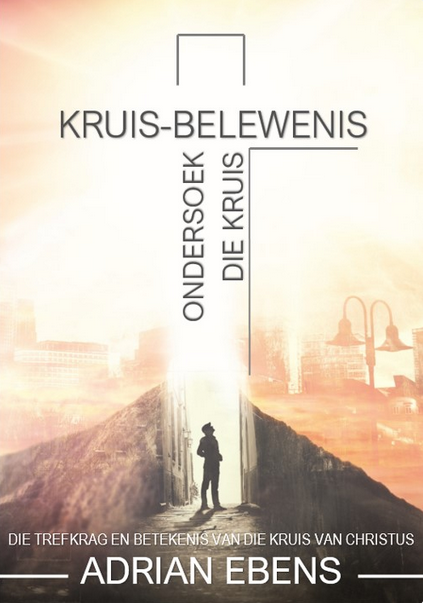 KRUIS-BELEWENIS
ONDERSOEK
DIE KRUIS
DIE TREFKRAG EN BETEKENIS VAN DIE KRUIS VAN CHRISTUS
ADRIAN EBENS